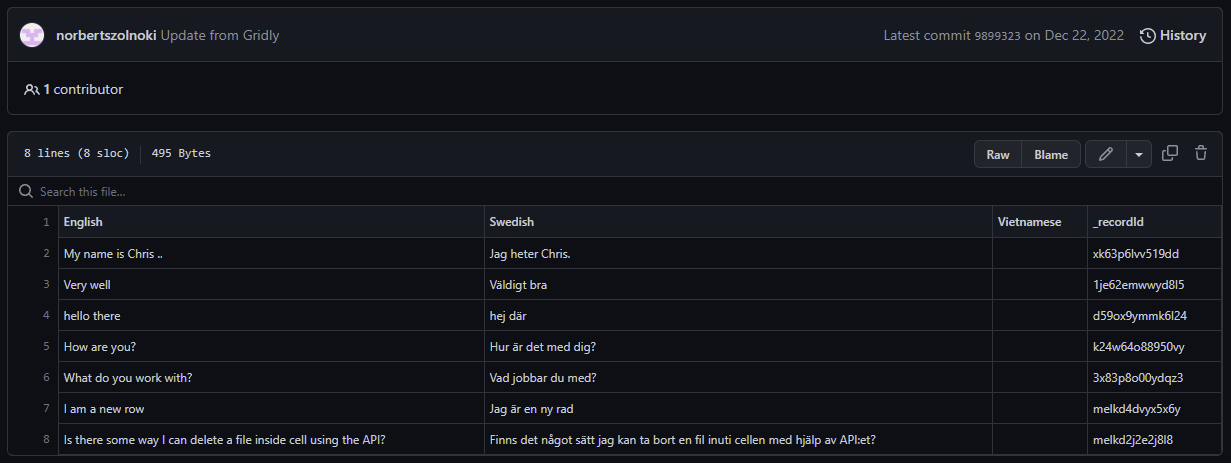 norbertszolnoki Update from Gridly Latest commit 9899323 on Dec 22, 2022 History
1 contributor
8 lines (8 sloc) 495 Bytes Raw Blame
Search this file...
1 English Swedish Vietnamese _recordId
2 My name is Chris .. Jag heter Chris. xk63p6lvv519dd
3 Very well Väldigt bra 1je62emwwyd8l5
4 hello there hej där d59ox9ymmk6l24
5 How are you? Hur är det med dig? k24w64o88950vy
6 What do you work with? Vad jobbar du med? 3x83p8o00ydqz3
7 I am a new row Jag är en ny rad melkd4dvyx5x6y
8 Is there some way I can delete a file inside cell using the API? Finns det något sätt jag kan ta bort en fil inuti cellen med hjälp av API:et? melkd2j2e2j8l8